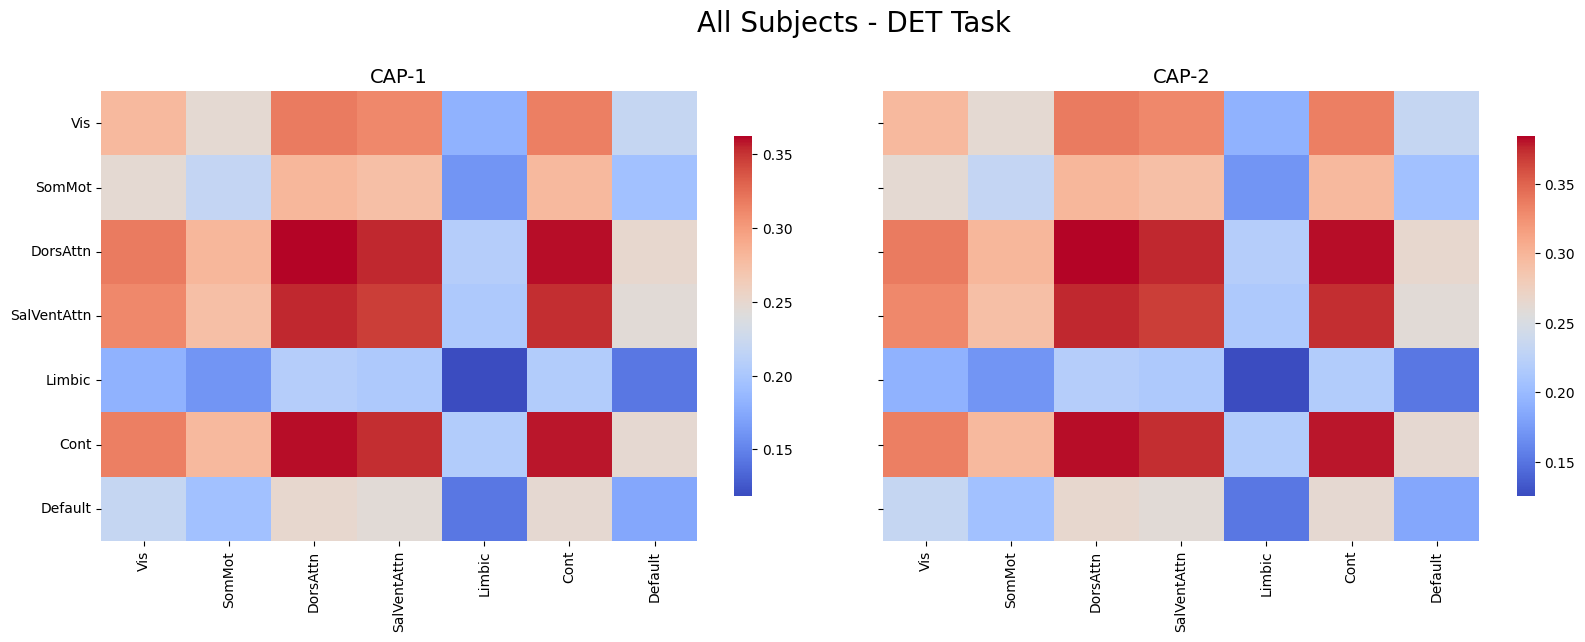 All Subjects - DET Task
CAP-1
Vis
SomMot
DorsAttn
SalVentAttn
Limbic
Cont
Default
Vis
SomMot
DorsAttn
SalVentAttn
Limbic
Cont
Default
0.35
0.30
0.25
0.20
0.15
CAP-2
Vis
SomMot
DorsAttn
SalVentAttn
Limbic
Cont
Default
0.35
0.30
0.25
0.20
0.15